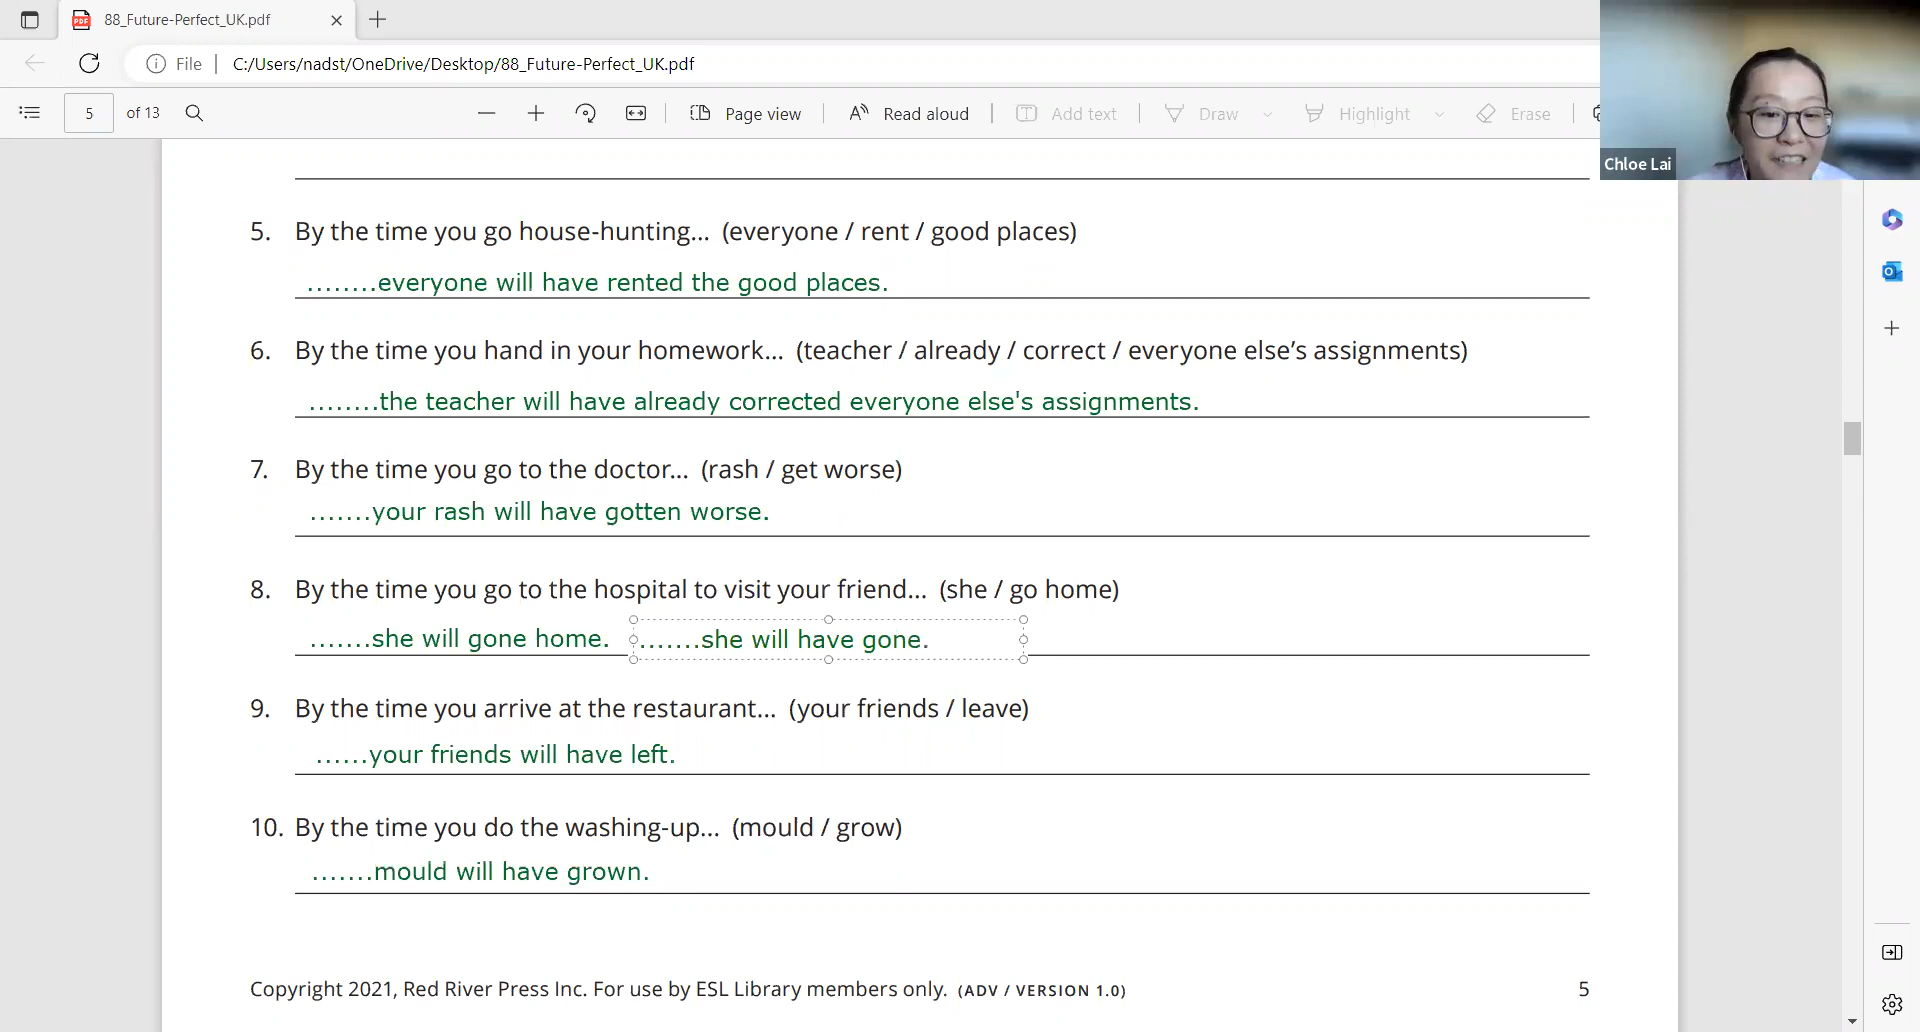 88_Future-Perfect_UK.pdf
File | C:/Users/nadst/OneDrive/Desktop/88_Future-Perfect_UK.pdf
5 of 13 Page view Read aloud Add text Draw Highlight Erase
Chloe Lai
5. By the time you go house-hunting... (everyone / rent / good places)
........everyone will have rented the good places.
6. By the time you hand in your homework... (teacher / already / correct / everyone else’s assignments)
........the teacher will have already corrected everyone else's assignments.
7. By the time you go to the doctor... (rash / get worse)
.......your rash will have gotten worse.
8. By the time you go to the hospital to visit your friend... (she / go home)
.......she will gone home. .......she will have gone.
9. By the time you arrive at the restaurant... (your friends / leave)
......your friends will have left.
10. By the time you do the washing-up... (mould / grow)
.......mould will have grown.
Copyright 2021, Red River Press Inc. For use by ESL Library members only. (ADV / VERSION 1.0) 5